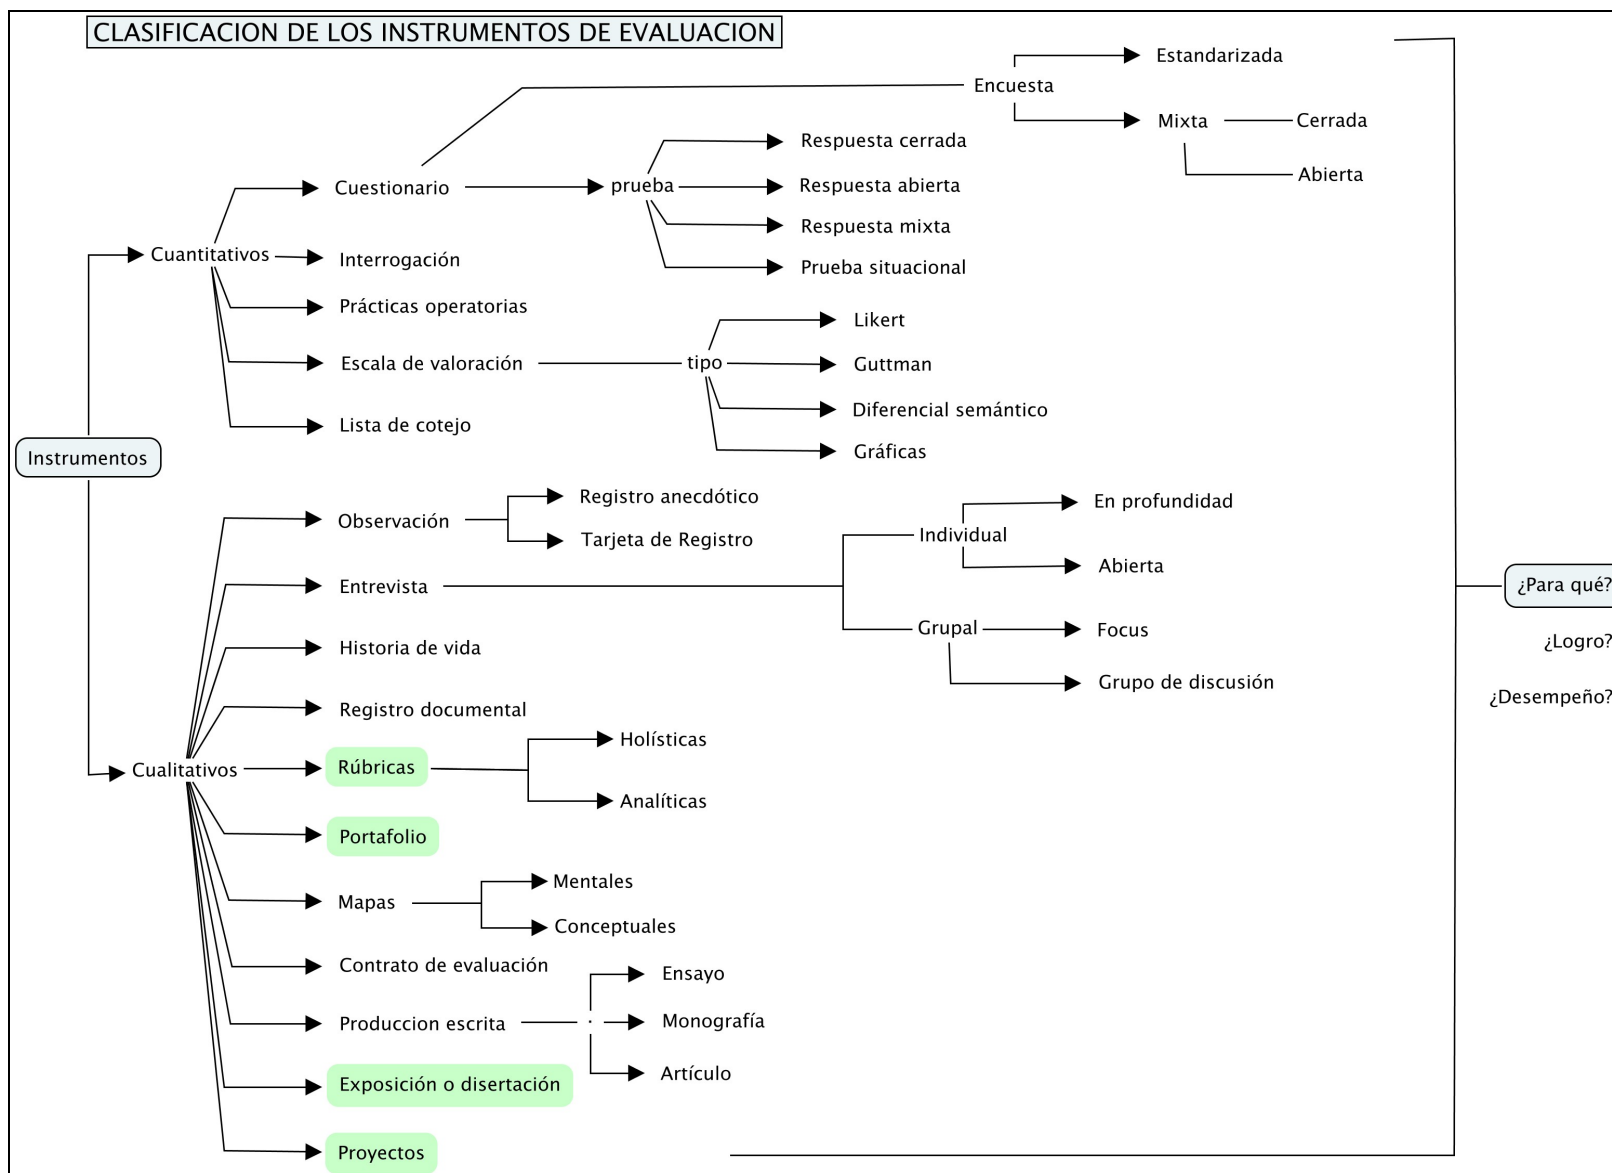 CLASIFICACION DE LOS INSTRUMENTOS DE EVALUACION
Instrumentos
Cuantitativos
Cuestionario
prueba
Respuesta cerrada
Respuesta abierta
Respuesta mixta
Prueba situacional
Encuesta
Estandarizada
Mixta
Cerrada
Abierta
Interrogación
Prácticas operatorias
Escala de valoración
tipo
Likert
Guttman
Diferencial semántico
Gráficas
Lista de cotejo
Cualitativos
Observación
Registro anecdótico
Tarjeta de Registro
Entrevista
Individual
En profundidad
Abierta
Grupal
Focus
Grupo de discusión
Historia de vida
Registro documental
Rúbricas
Holísticas
Analíticas
Portafolio
Mapas
Mentales
Conceptuales
Contrato de evaluación
Produccion escrita
.
Ensayo
Monografía
Artículo
Exposición o disertación
Proyectos
¿Para qué?
¿Logro?
¿Desempeño?